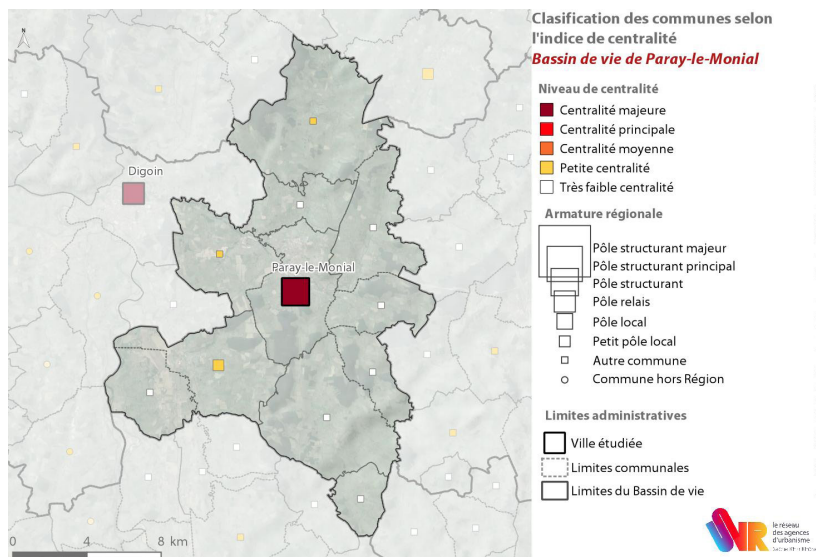 Clasification des communes selon
l'indice de centralité
Bassin de vie de Paray-le-Monial
Niveau de centralité
Centralité majeure
Centralité principale
Centralité moyenne
Petite centralité
Très faible centralité
Armature régionale
Pôle structurant majeur
Pôle structurant principal
Pôle structurant
Pôle relais
Pôle local
Petit pôle local
Autre commune
Commune hors Région
Limites administratives
Ville étudiée
Limites communales
Limites du Bassin de vie
N
Digoin
Paray-le-Monial
0 4 8 km
le réseau
des agences
d'urbanisme